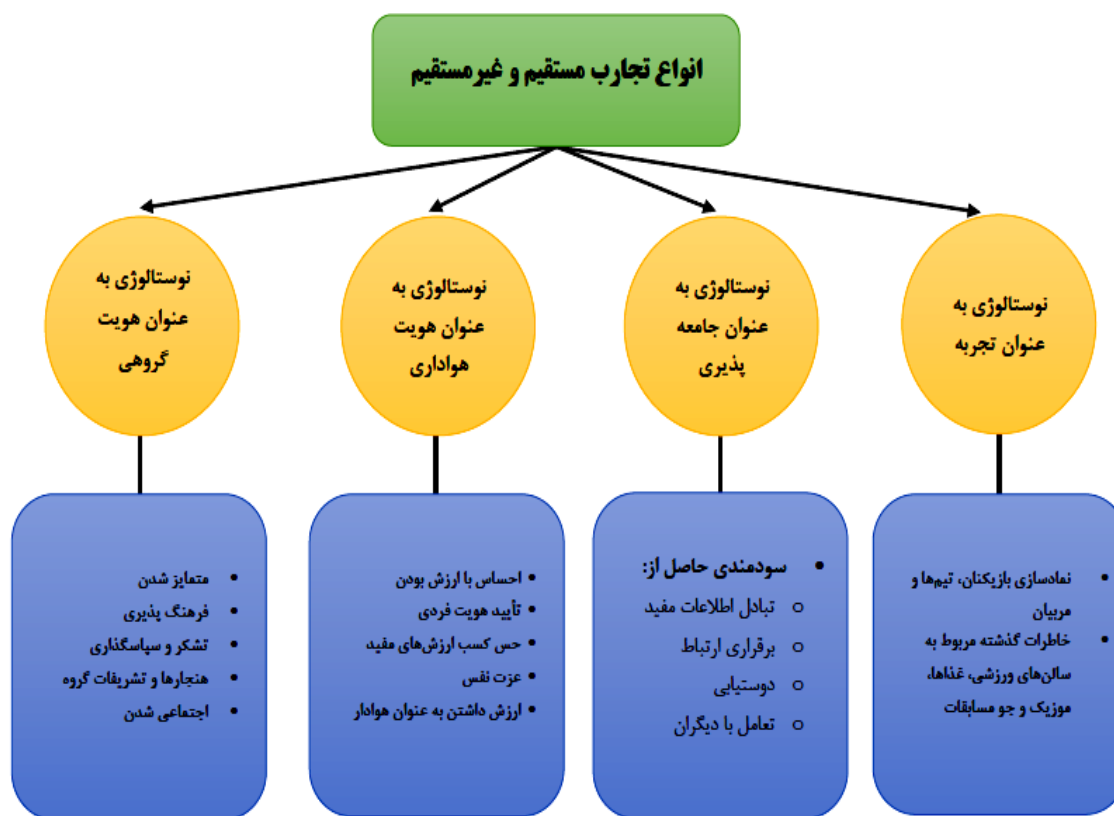 انواع تجارب مستقیم و غیرمستقیم
نوستالوژی به
عنوان تجربه
نوستالوژی به
عنوان جامعه
پذیری
نوستالوژی به
عنوان هویت
هواداری
نوستالوژی به
عنوان هویت
گروهی
• نمادسازی بازیکنان، تیم‌ها و
مربیان
• خاطرات گذشته مربوط به
سالن‌های ورزشی، غذاها،
موزیک و جو مسابقات
• سودمندی حاصل از:
o تبادل اطلاعات مفید
o برقراری ارتباط
o دوستیابی
o تعامل با دیگران
• احساس با ارزش بودن
• تأیید هویت فردی
• حس کسب ارزش‌های مفید
• عزت نفس
• ارزش داشتن به عنوان هوادار
• متمایز شدن
• فرهنگ پذیری
• تشکر و سپاسگذاری
• هنجارها و تشریفات گروه
• اجتماعی شدن